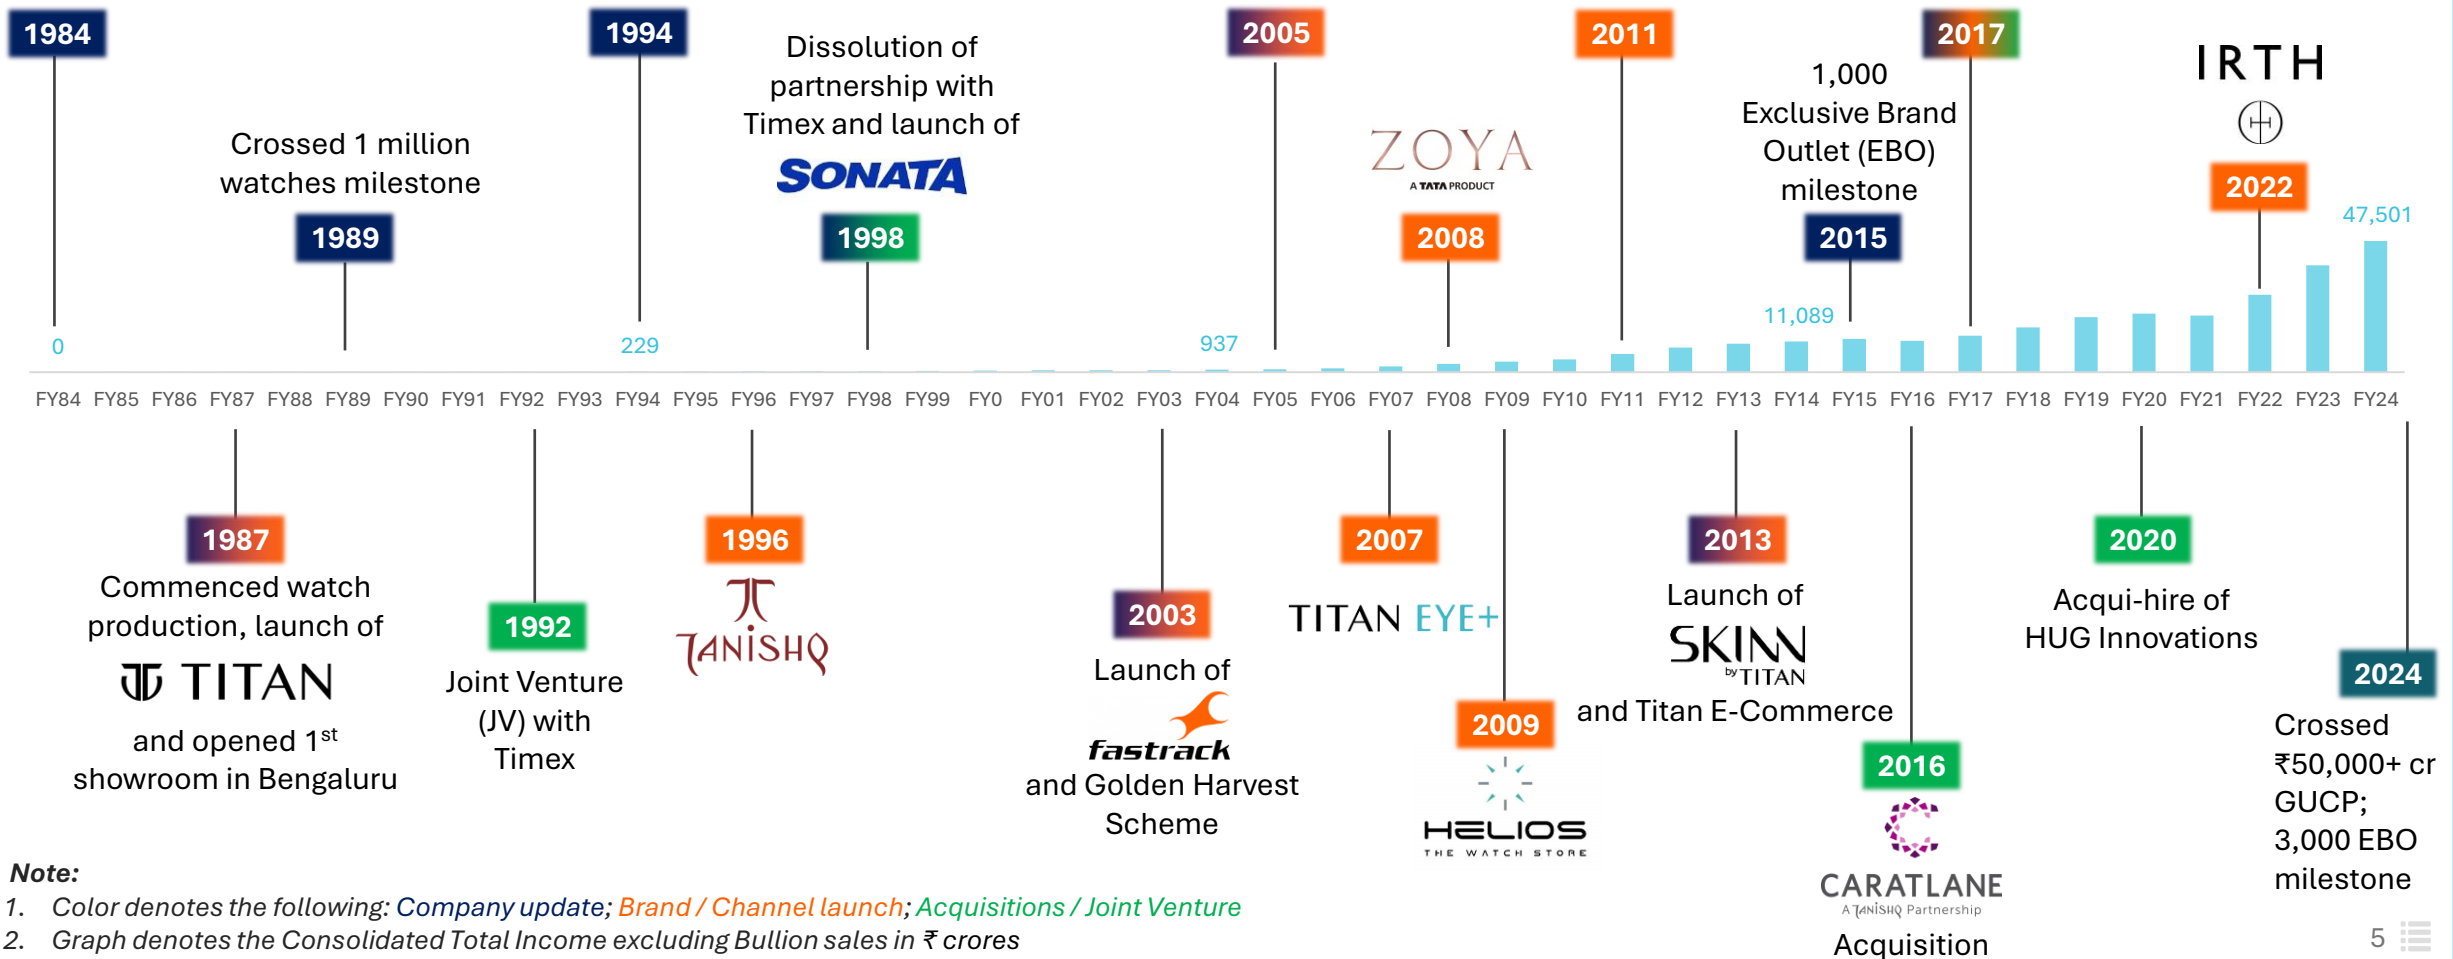 1984
1994
Dissolution of
partnership with
Timex and launch of
SONATA
1998
Crossed 1 million
watches milestone
1989
2005
ZOYA
A TATA PRODUCT
2008
2011
1,000
Exclusive Brand
Outlet (EBO)
milestone
2015
2017
IRTH
2022
47,501
11,089
937
229
0
FY84 FY85 FY86 FY87 FY88 FY89 FY90 FY91 FY92 FY93 FY94 FY95 FY96 FY97 FY98 FY99 FY0 FY01 FY02 FY03 FY04 FY05 FY06 FY07 FY08 FY09 FY10 FY11 FY12 FY13 FY14 FY15 FY16 FY17 FY18 FY19 FY20 FY21 FY22 FY23 FY24
1987
Commenced watch
production, launch of
TITAN
and opened 1st
showroom in Bengaluru
1992
Joint Venture
(JV) with
Timex
1996
TANISHQ
2003
Launch of
fastrack
and Golden Harvest
Scheme
2007
TITAN EYE+
2009
HELIOS
THE WATCH STORE
2013
Launch of
SKINN
by TITAN
and Titan E-Commerce
2016
CARATLANE
A TANISHQ Partnership
Acquisition
2020
Acqui-hire of
HUG Innovations
2024
Crossed
₹50,000+ cr
GUCP;
3,000 EBO
milestone
Note:
1. Color denotes the following: Company update; Brand / Channel launch; Acquisitions / Joint Venture
2. Graph denotes the Consolidated Total Income excluding Bullion sales in ₹ crores
5